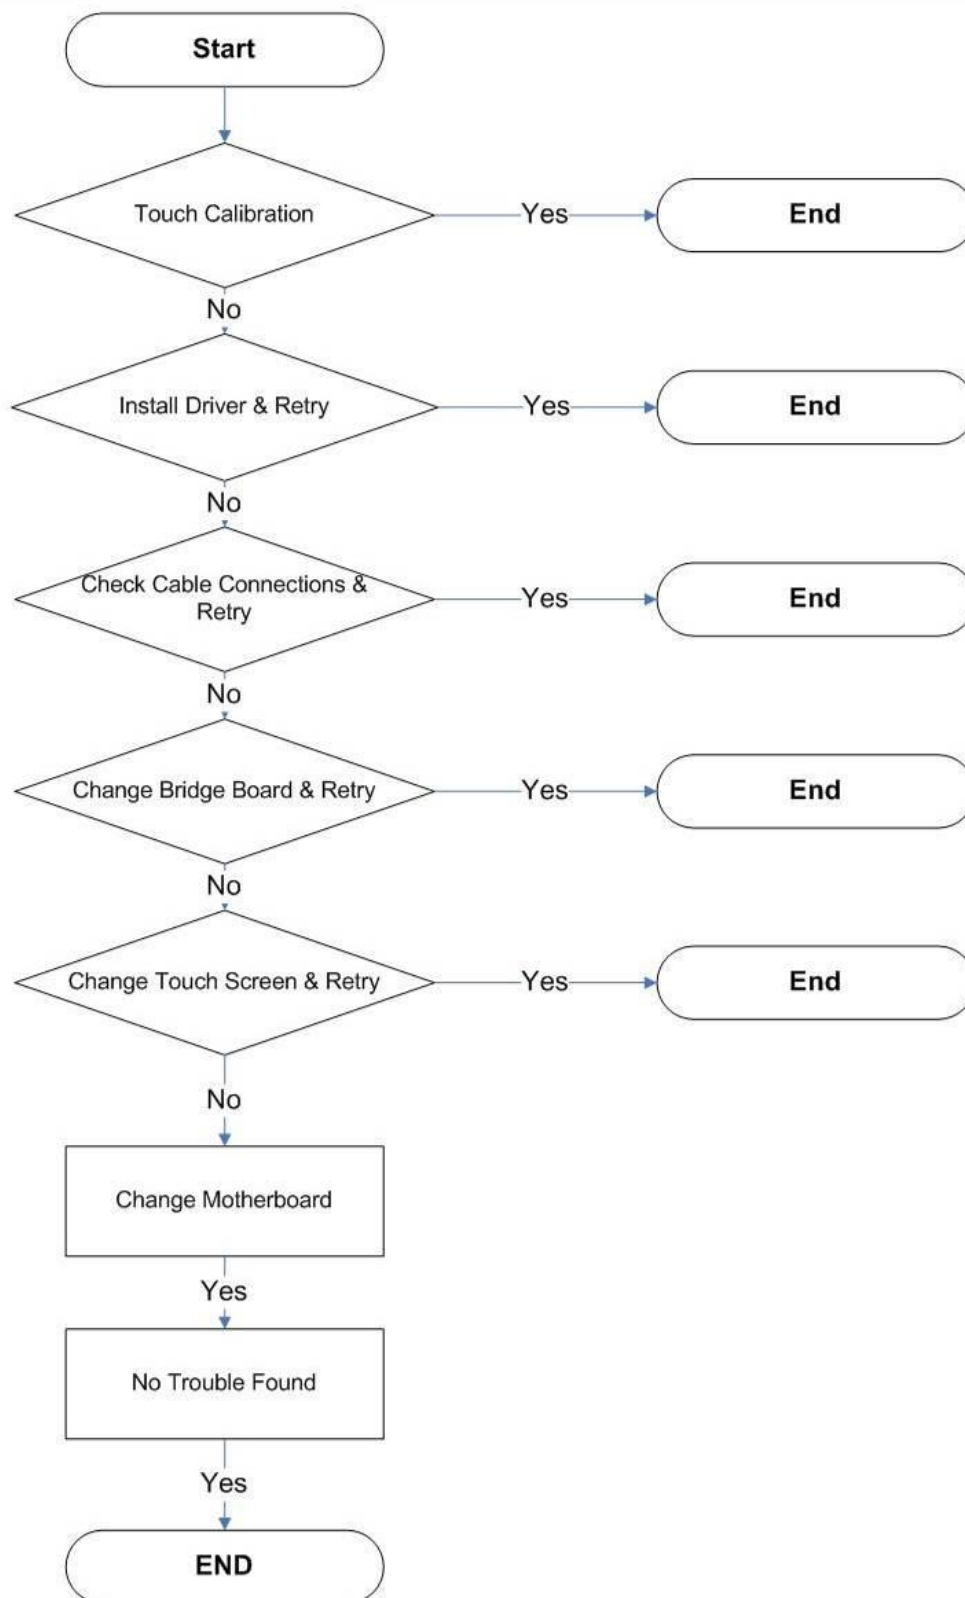 Start
Touch Calibration
Yes
End
No
Install Driver & Retry
Yes
End
No
Check Cable Connections &
Retry
Yes
End
No
Change Bridge Board & Retry
Yes
End
No
Change Touch Screen & Retry
Yes
End
No
Change Motherboard
Yes
No Trouble Found
Yes
END